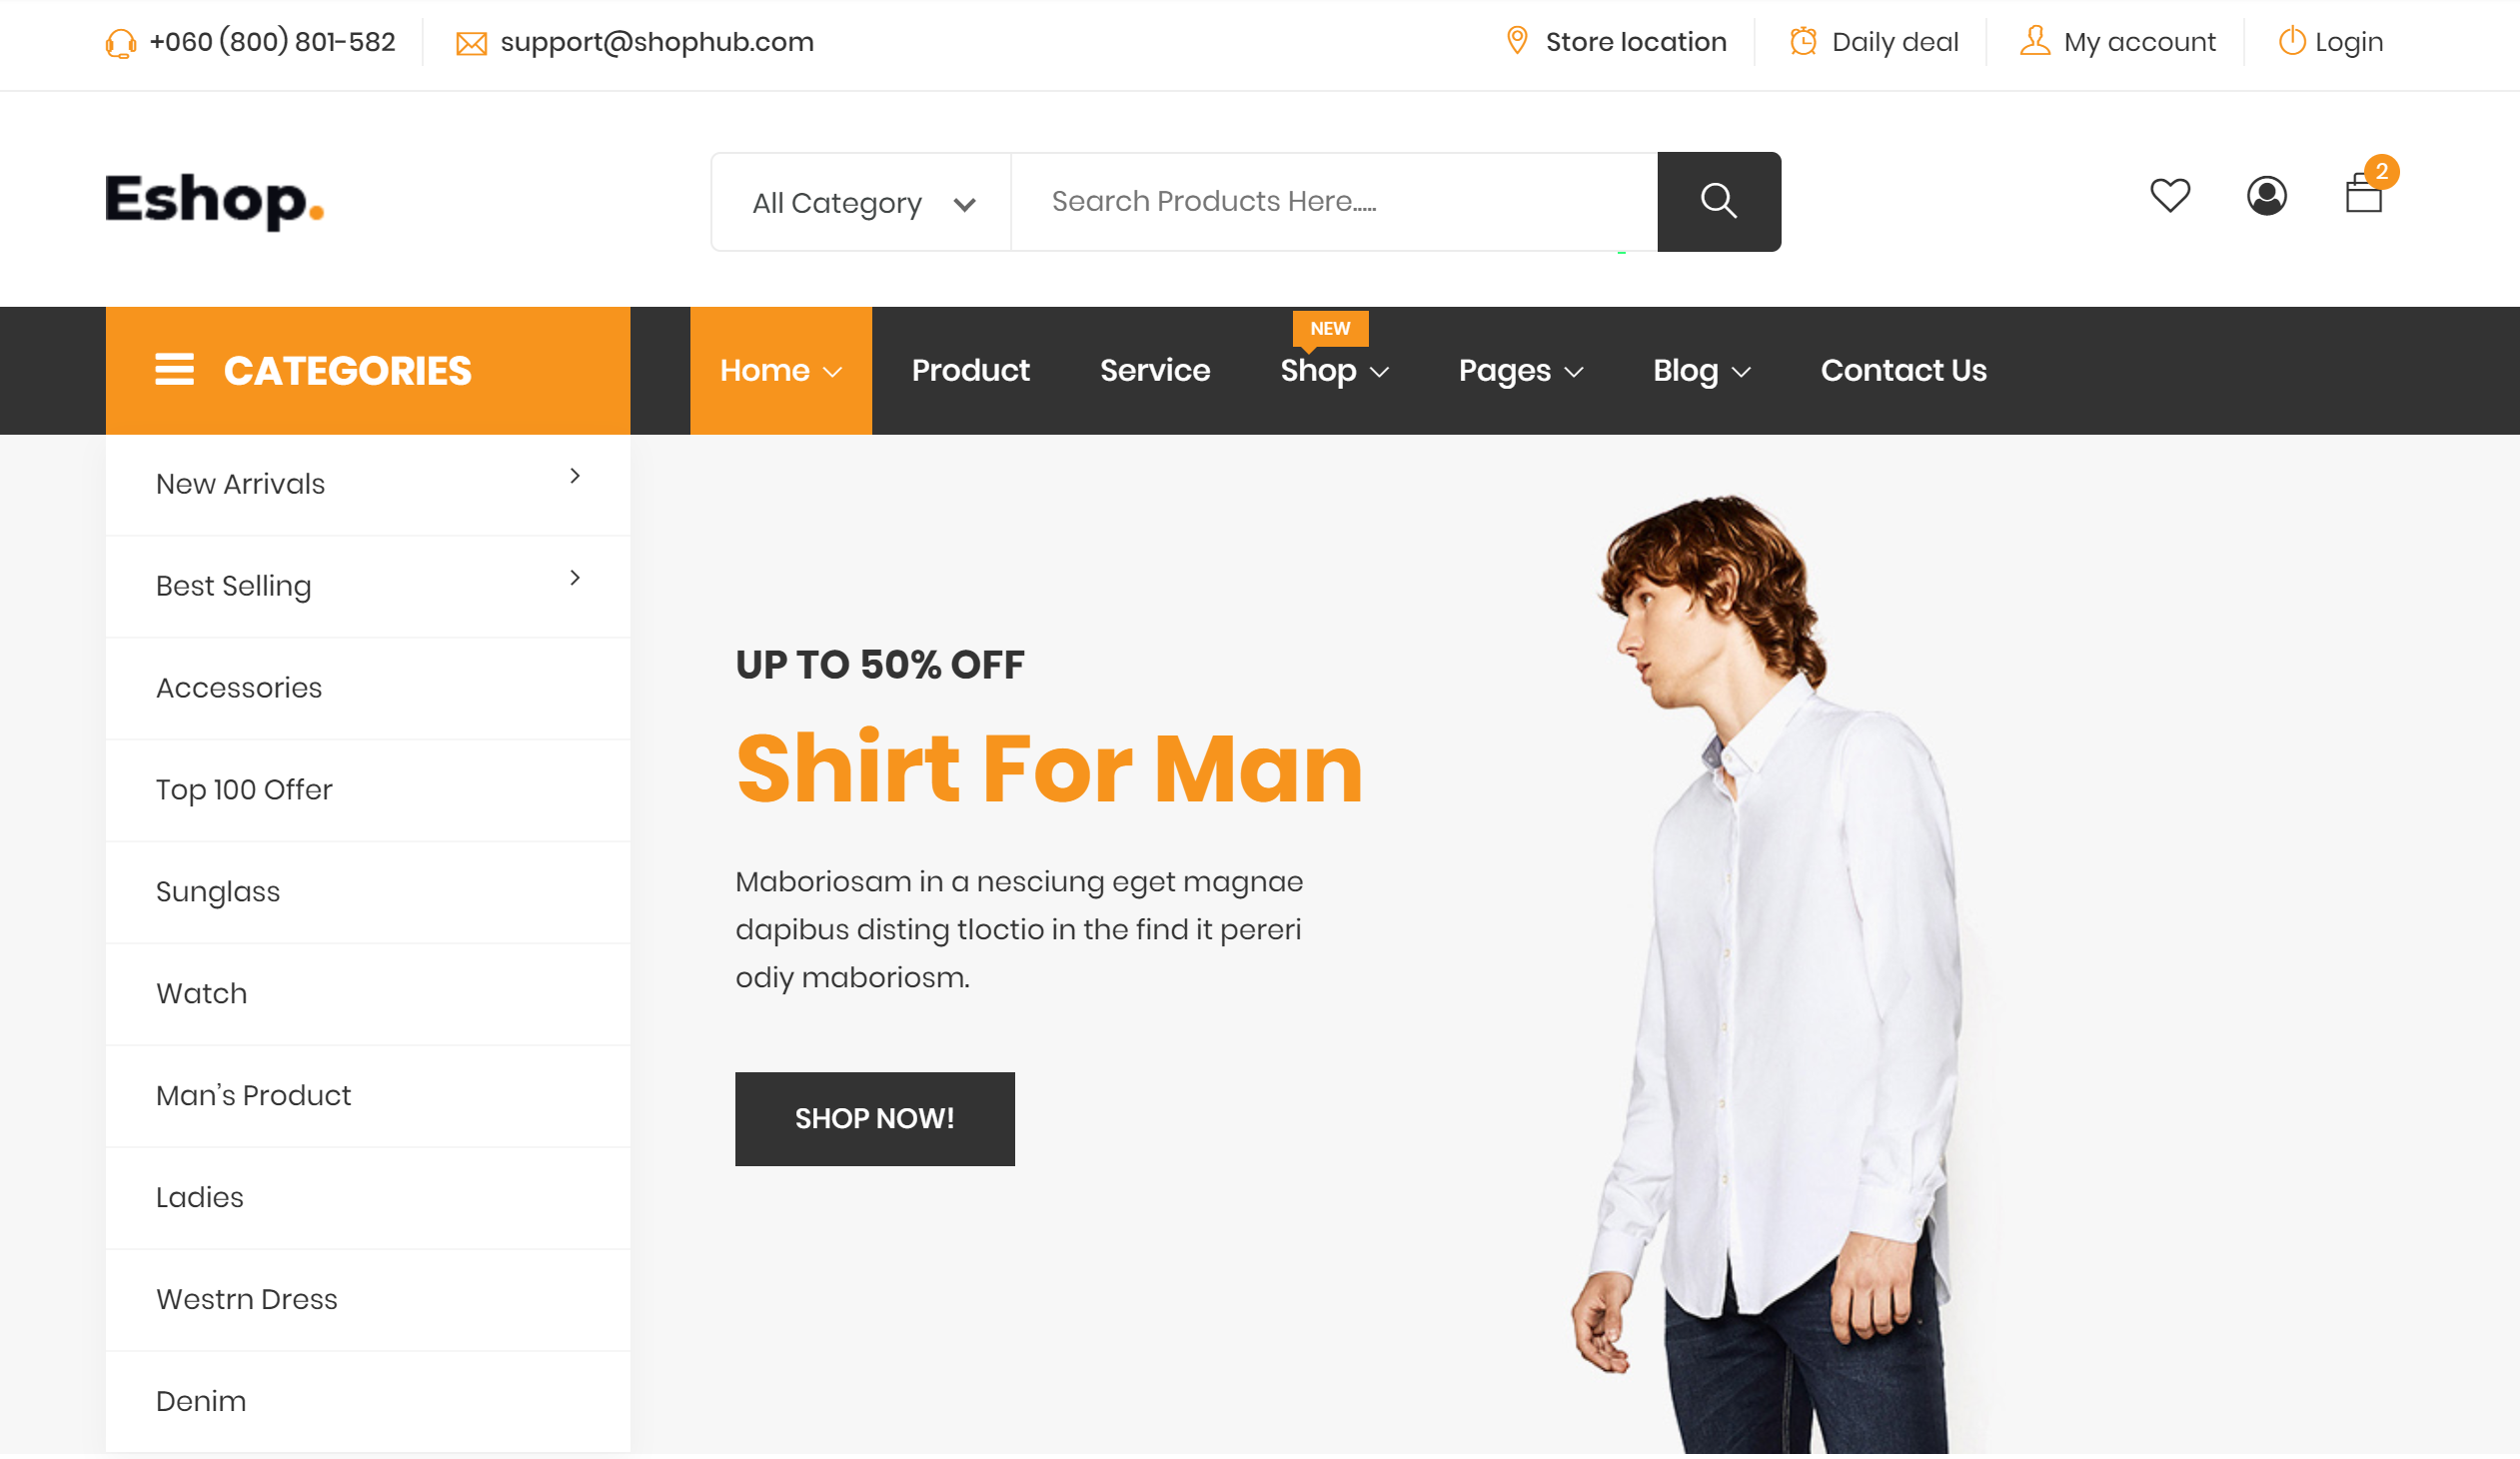 +060 (800) 801-582
support@shophub.com
Store location
Daily deal
My account
Login
Eshop.
All Category
Search Products Here.....
2
CATEGORIES
Home
Product
Service
NEW
Shop
Pages
Blog
Contact Us
New Arrivals
Best Selling
Accessories
Top 100 Offer
Sunglass
Watch
Man's Product
Ladies
Westrn Dress
Denim
UP TO 50% OFF
Shirt For Man
Maboriosam in a nesciung eget magnae
dapibus disting tloctio in the find it pereri
odiy maboriosm.
SHOP NOW!